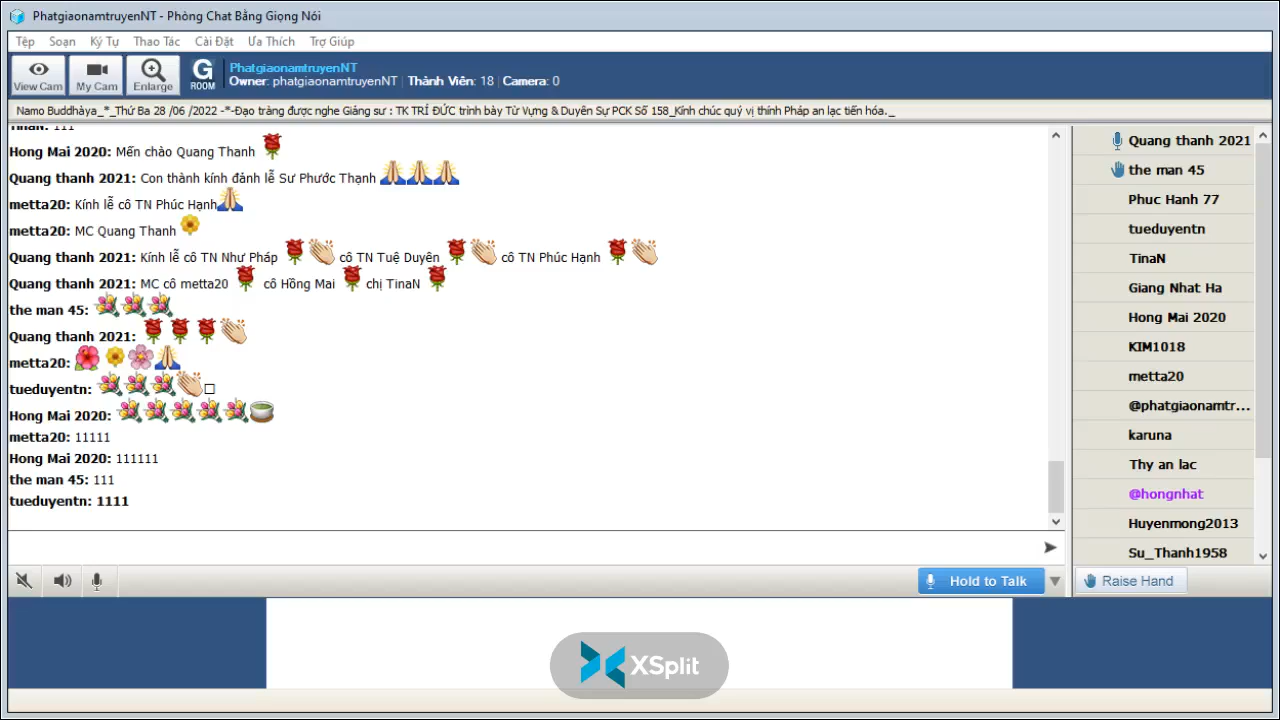 PhatgiaonamtruyenNT - Phòng Chat Bằng Giọng Nói
Tệp Soạn Ký Tự Thao Tác Cài Đặt Ưa Thích Trợ Giúp
View Cam My Cam Enlarge G ROOM
PhatgiaonamtruyenNT
Owner: phatgiaonamtruyenNT | Thành Viên: 18 | Camera: 0
Namo Buddhàya_*_Thứ Ba 28 /06 /2022 -*-Đạo tràng được nghe Giảng sư : TK TRÍ ĐỨC trình bày Từ Vựng & Duyên Sự PCK Số 158_Kính chúc quý vị thính Pháp an lạc tiến hóa._
TinaN: 111
Hong Mai 2020: Mến chào Quang Thanh
Quang thanh 2021: Con thành kính đảnh lễ Sư Phước Thạnh
metta20: Kính lễ cô TN Phúc Hạnh
metta20: MC Quang Thanh
Quang thanh 2021: Kính lễ cô TN Như Pháp cô TN Tuệ Duyên cô TN Phúc Hạnh
Quang thanh 2021: MC cô metta20 cô Hồng Mai chị TinaN
the man 45:
Quang thanh 2021:
metta20:
tueduyentn:
Hong Mai 2020:
metta20: 11111
Hong Mai 2020: 111111
the man 45: 111
tueduyentn: 1111
Hold to Talk
Quang thanh 2021
the man 45
Phuc Hanh 77
tueduyentn
TinaN
Giang Nhat Ha
Hong Mai 2020
KIM1018
metta20
@phatgiaonamtr...
karuna
Thy an lac
@hongnhat
Huyenmong2013
Su_Thanh1958
Raise Hand
XSplit